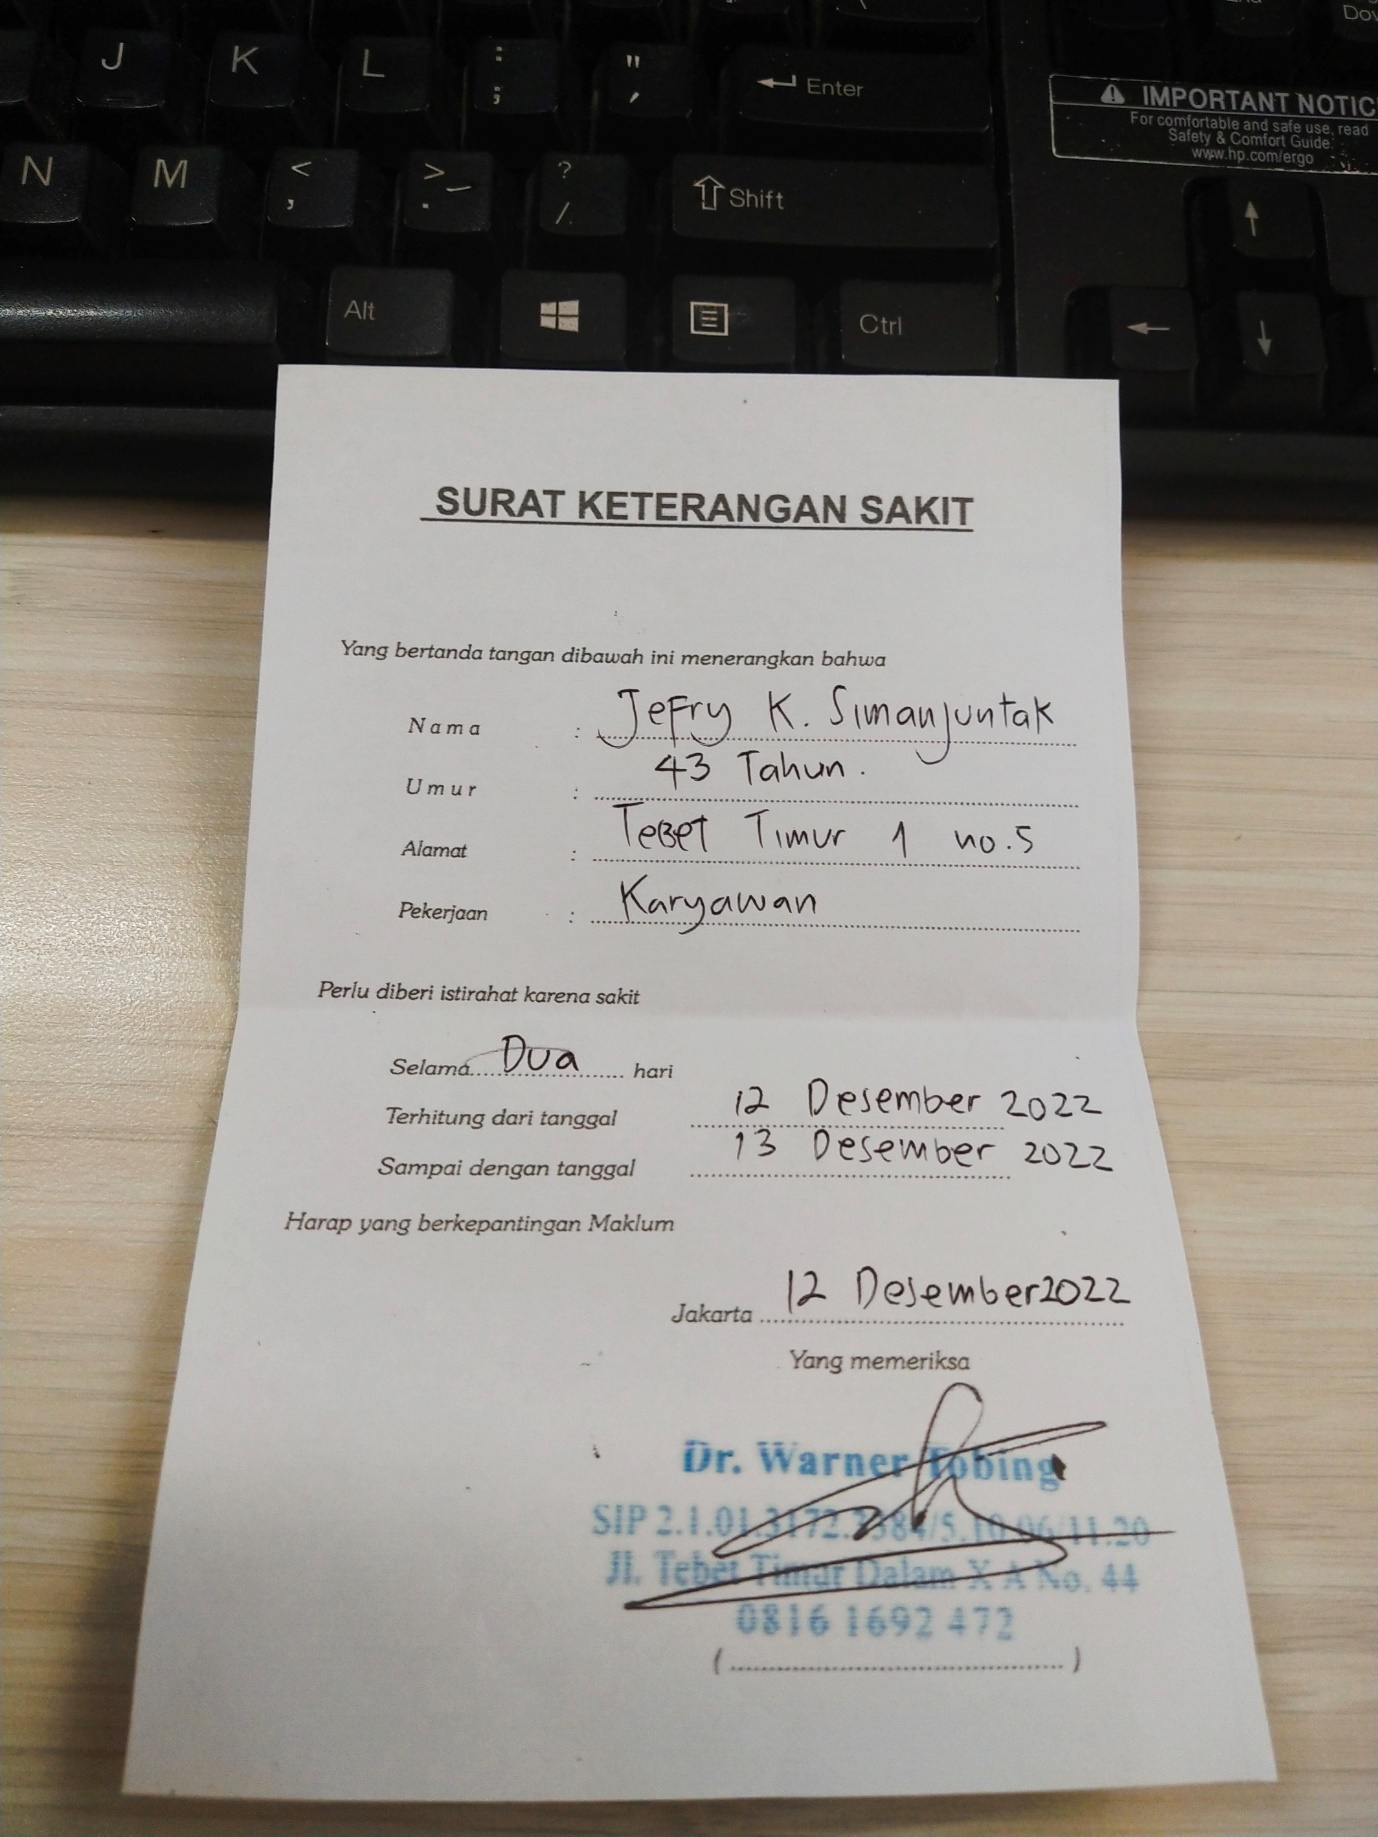 J K L : ; " ' Enter
N M < , > . ? / Shift
Alt Ctrl
IMPORTANT NOTIC
For comfortable and safe use, read
Safety & Comfort Guide.
www.hp.com/ergo
SURAT KETERANGAN SAKIT
Yang bertanda tangan dibawah ini menerangkan bahwa
Nama : Jefry K. Simanjuntak
Umur : 43 Tahun.
Alamat : Tebet Timur 1 no.5
Pekerjaan : Karyawan
Perlu diberi istirahat karena sakit
Selama Dua hari
Terhitung dari tanggal 12 Desember 2022
Sampai dengan tanggal 13 Desember 2022
Harap yang berkepantingan Maklum
Jakarta 12 Desember 2022
Yang memeriksa
Dr. Warner Tobing
SIP
Jl. Tebet Timur Dalam X A No. 44
0816 1692 472
(....................)